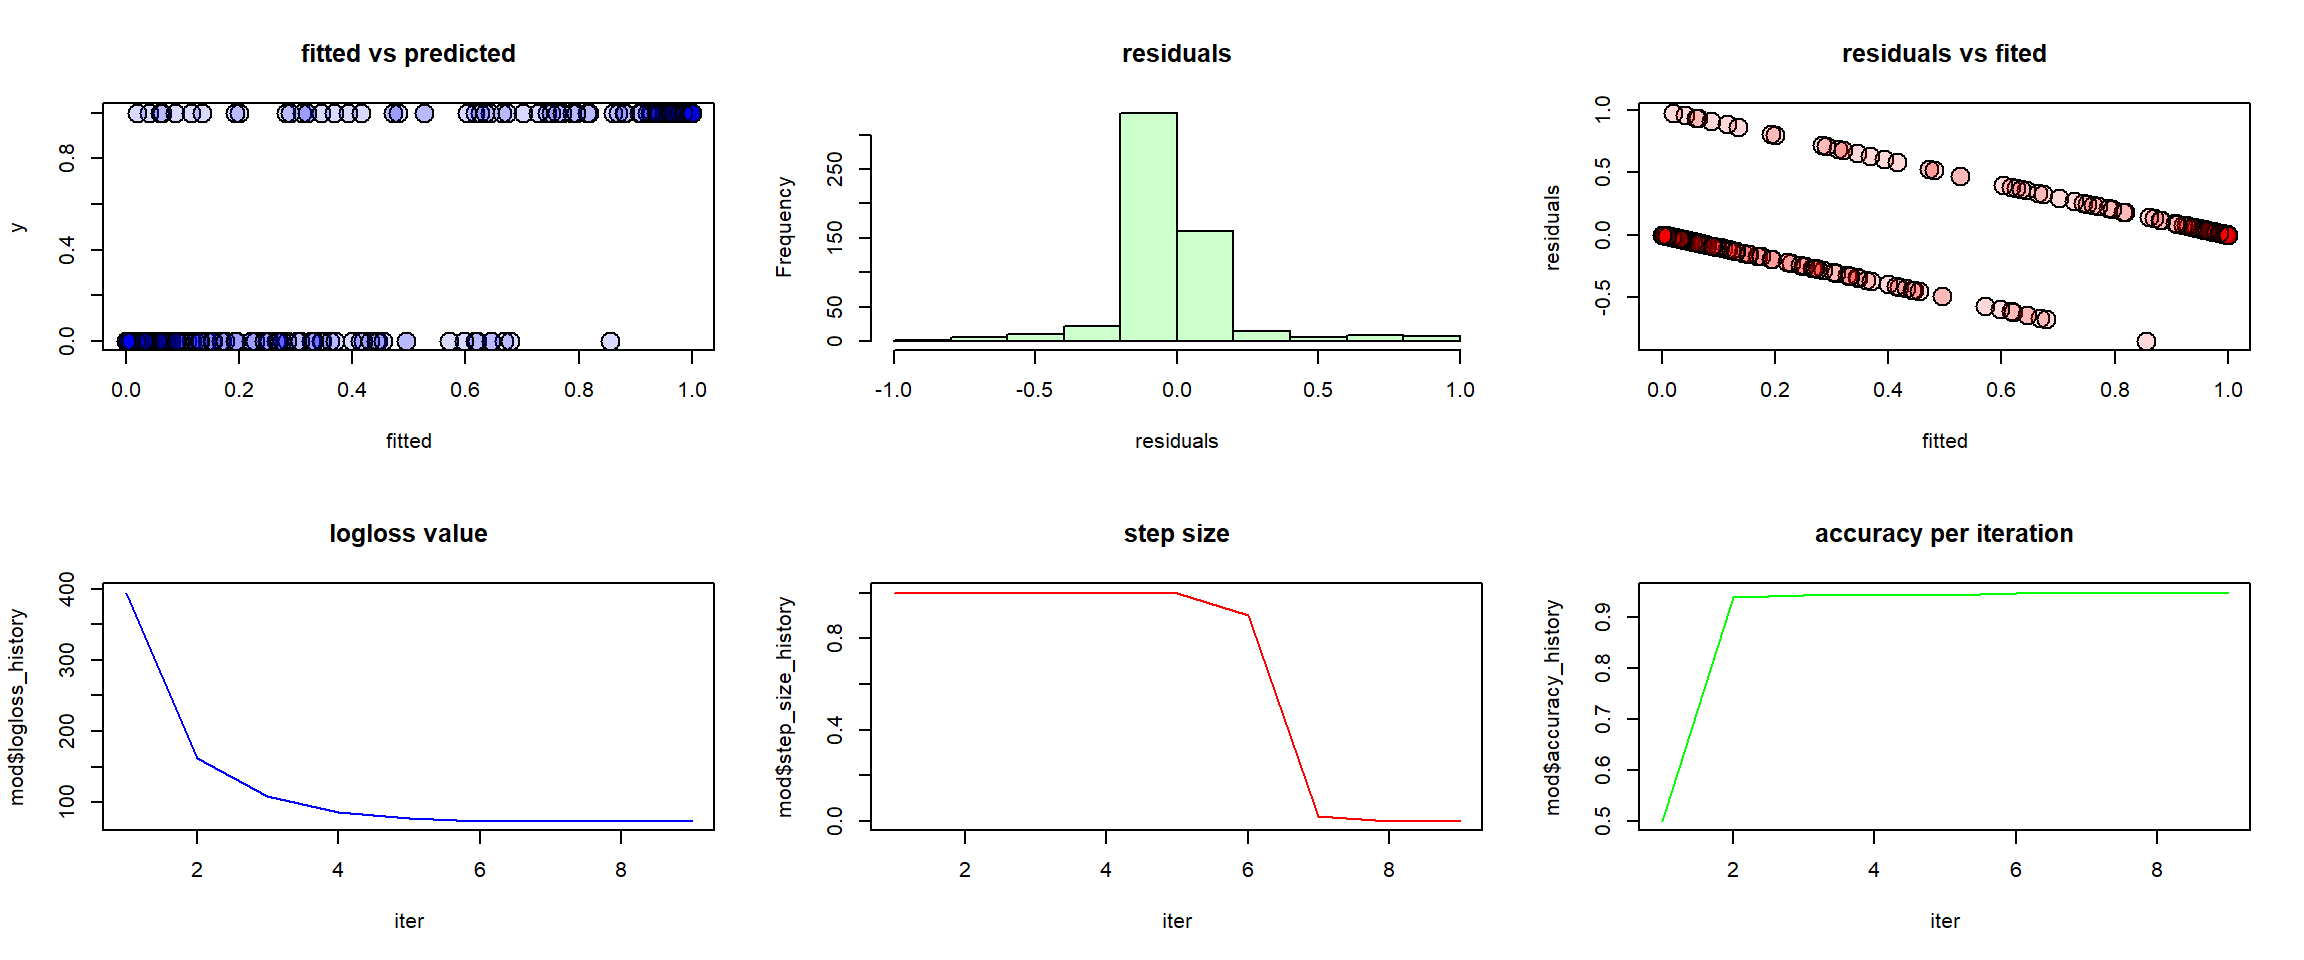 fitted vs predicted
y
0.0
0.4
0.8
0.0 0.2 0.4 0.6 0.8 1.0
fitted
residuals
Frequency
0
50
150
250
-1.0 -0.5 0.0 0.5 1.0
residuals
residuals vs fited
residuals
-0.5
0.0
0.5
1.0
0.0 0.2 0.4 0.6 0.8 1.0
fitted
logloss value
mod$logloss_history
100
200
300
400
2 4 6 8
iter
step size
mod$step_size_history
0.0
0.4
0.8
2 4 6 8
iter
accuracy per iteration
mod$accuracy_history
0.5
0.6
0.7
0.8
0.9
2 4 6 8
iter